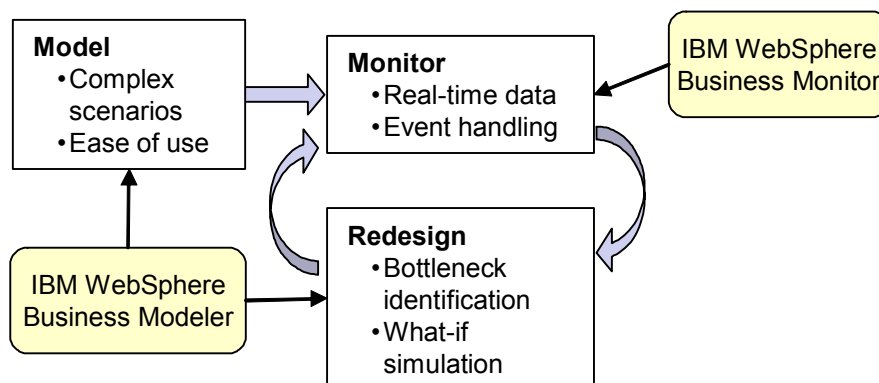 Model
•Complex
scenarios
•Ease of use
Monitor
•Real-time data
•Event handling
IBM WebSphere
Business Monitor
IBM WebSphere
Business Modeler
Redesign
•Bottleneck
identification
•What-if
simulation